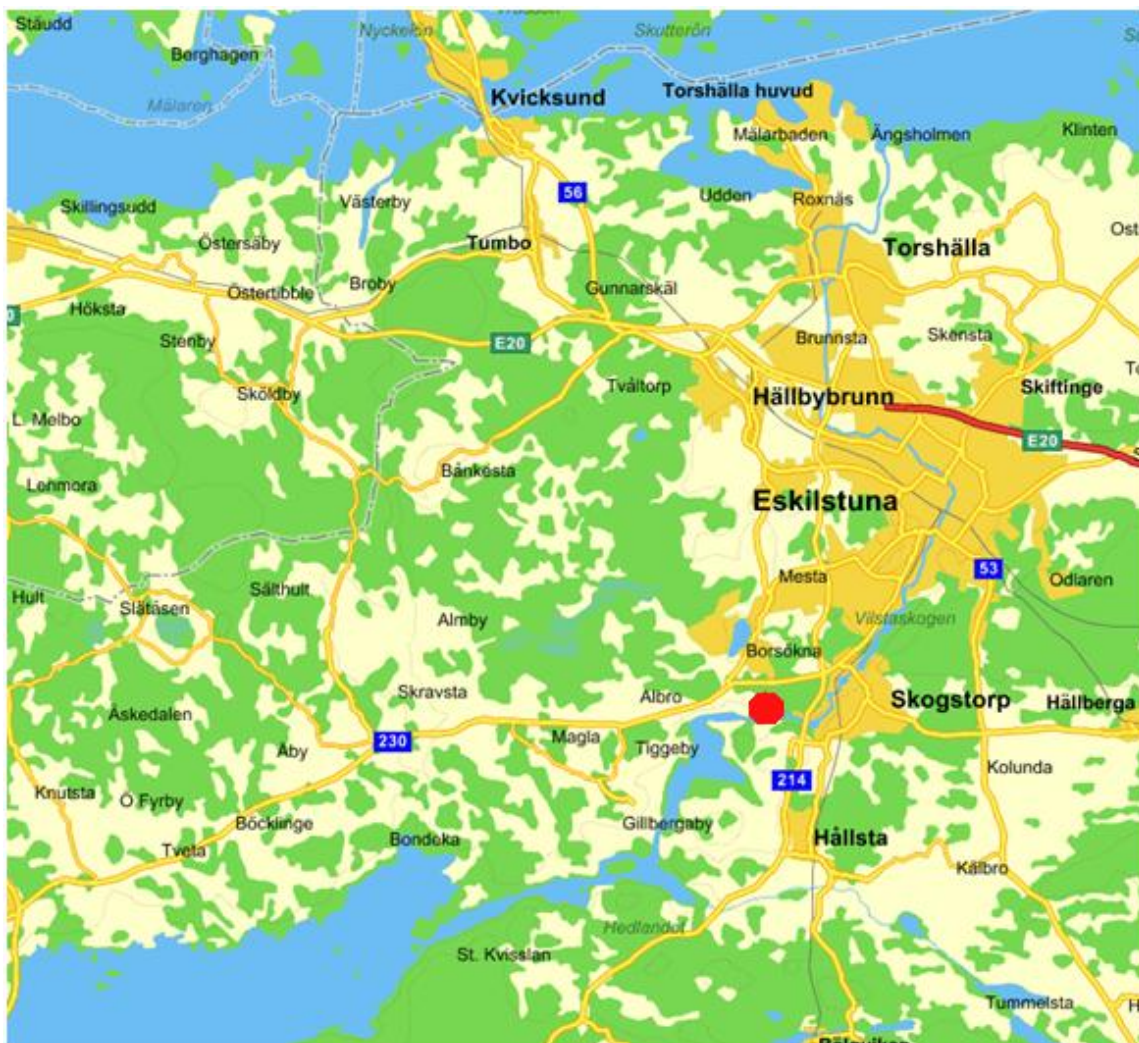 Stäudd
Nyckelön
Skutterön
Berghagen
Mälaren
Kvicksund
Torshälla huvud
Mälarbaden
Ängsholmen
Klinten
56
Västerby
Udden
Roxnäs
Skillingsudd
Östersäby
Tumbo
Torshälla
Ost
Broby
Östertibble
Gunnarskäl
Höksta
Stenby
E20
Brunnsta
Skensta
Sköldby
Tvältorp
Hällbybrunn
Skiftinge
L. Melbo
E20
Lenmora
Bånkesta
Eskilstuna
53
Hult
Slätåsen
Sälthult
Mesta
Odlaren
Almby
Vilstaskogen
Borsökna
Skravsta
Albro
Skogstorp
Hällberga
Åskedalen
Åby
230
Magla
Tiggeby
214
Kolunda
Knutsta
Ö Fyrby
Böcklinge
Gillbergaby
Tveta
Bondeka
Hållsta
Kälbro
Hedlandet
St. Kvisslan
Tummelsta
H